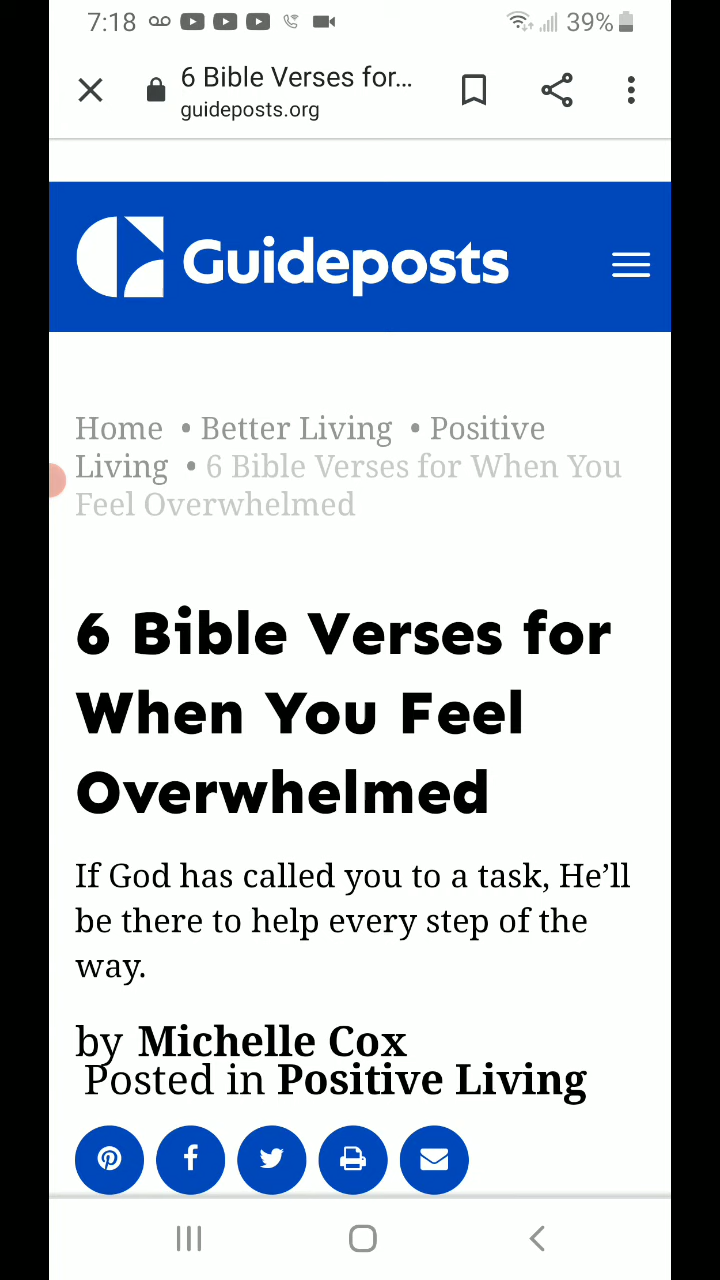 7:18 39%
6 Bible Verses for...
guideposts.org
Guideposts
Home • Better Living • Positive
Living • 6 Bible Verses for When You
Feel Overwhelmed
6 Bible Verses for
When You Feel
Overwhelmed
If God has called you to a task, He’ll
be there to help every step of the
way.
by Michelle Cox
Posted in Positive Living